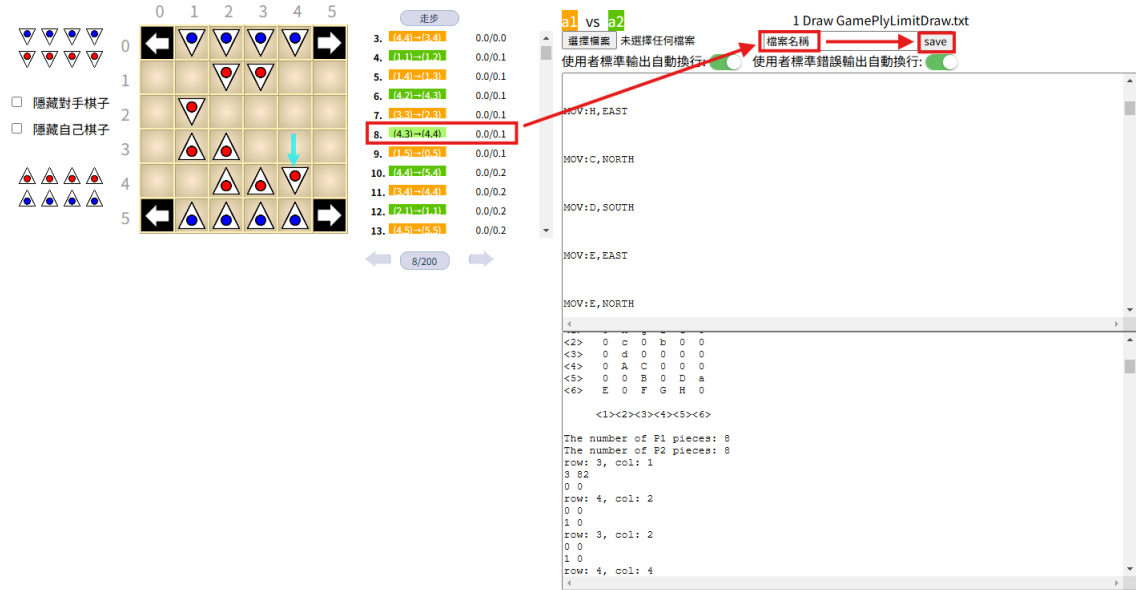 0 1 2 3 4 5
0
1
2
3
4
5
隱藏對手棋子
隱藏自己棋子
走步
3. (4.4)→(3.4) 0.0/0.0
4. (1.1)→(1.2) 0.0/0.1
5. (1.4)→(1.3) 0.0/0.1
6. (4.2)→(4.3) 0.0/0.1
7. (3.3)→(2.3) 0.0/0.1
8. (4.3)→(4.4) 0.0/0.1
9. (1.5)→(0.5) 0.0/0.1
10. (4.4)→(5.4) 0.0/0.2
11. (3.4)→(4.4) 0.0/0.2
12. (2.1)→(1.1) 0.0/0.2
13. (4.5)→(5.5) 0.0/0.2
8/200
a1 vs a2
1 Draw GamePlyLimitDraw.txt
選擇檔案 未選擇任何檔案
檔案名稱
save
使用者標準輸出自動換行:
使用者標準錯誤輸出自動換行:
MOV:H,EAST
MOV:C,NORTH
MOV:D,SOUTH
MOV:E,EAST
MOV:E,NORTH
<2> 0 c 0 b 0 0
<3> 0 d 0 0 0 0
<4> 0 A C 0 0 0
<5> 0 0 B 0 D a
<6> E 0 F G H 0
<1><2><3><4><5><6>
The number of P1 pieces: 8
The number of P2 pieces: 8
row: 3, col: 1
3 82
0 0
row: 4, col: 2
0 0
1 0
row: 3, col: 2
0 0
1 0
row: 4, col: 4